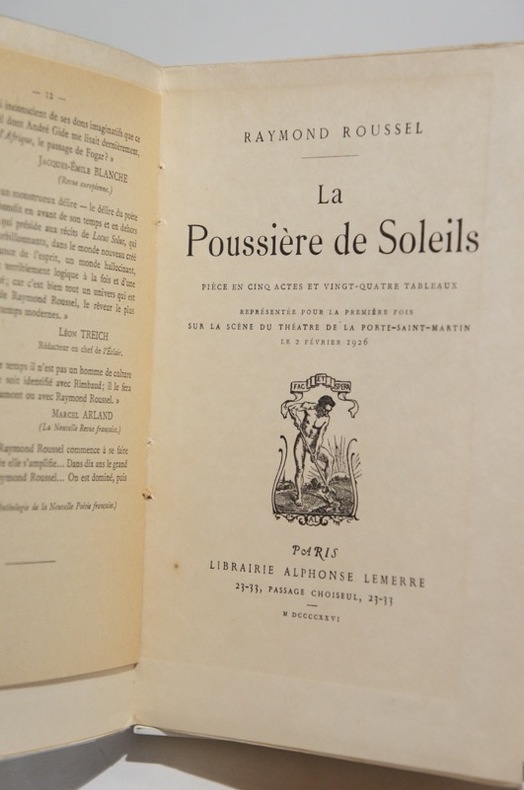 — 12 —
inconscient de ses dons imaginatifs que ce
dont André Gide me lisait dernièrement,
d'Afrique, le passage de Fogar? »
JACQUES-ÉMILE BLANCHE
(Revue européenne.)
un monstrueux délire — le délire du poète
bondit en avant de son temps et en dehors
qui préside aux récits de Locus Solus, qui
dans le monde nouveau créé
de l'esprit, un monde hallucinant,
terriblement logique à la fois et d'une
; car c'est bien tout un univers qui est
Raymond Roussel, le rêveur le plus
temps modernes. »
LÉON TREICH
Rédacteur en chef de l'Éclair.
temps il n'est pas un homme de culture
soit identifié avec Rimbaud; il le fera
ou avec Raymond Roussel. »
MARCEL ARLAND
(La Nouvelle Revue française.)
Raymond Roussel commence à se faire
elle s'amplifie... Dans dix ans le grand
Raymond Roussel... On est dominé, puis
(Anthologie de la Nouvelle Poésie française.)
RAYMOND ROUSSEL
La
Poussière de Soleils
PIÈCE EN CINQ ACTES ET VINGT-QUATRE TABLEAUX
REPRÉSENTÉE POUR LA PREMIÈRE FOIS
SUR LA SCÈNE DU THÉATRE DE LA PORTE-SAINT-MARTIN
LE 2 FÉVRIER 1926
FAC ET SPERA
AL
PARIS
LIBRAIRIE ALPHONSE LEMERRE
23-33, PASSAGE CHOISEUL, 23-33
M DCCCCXXVI